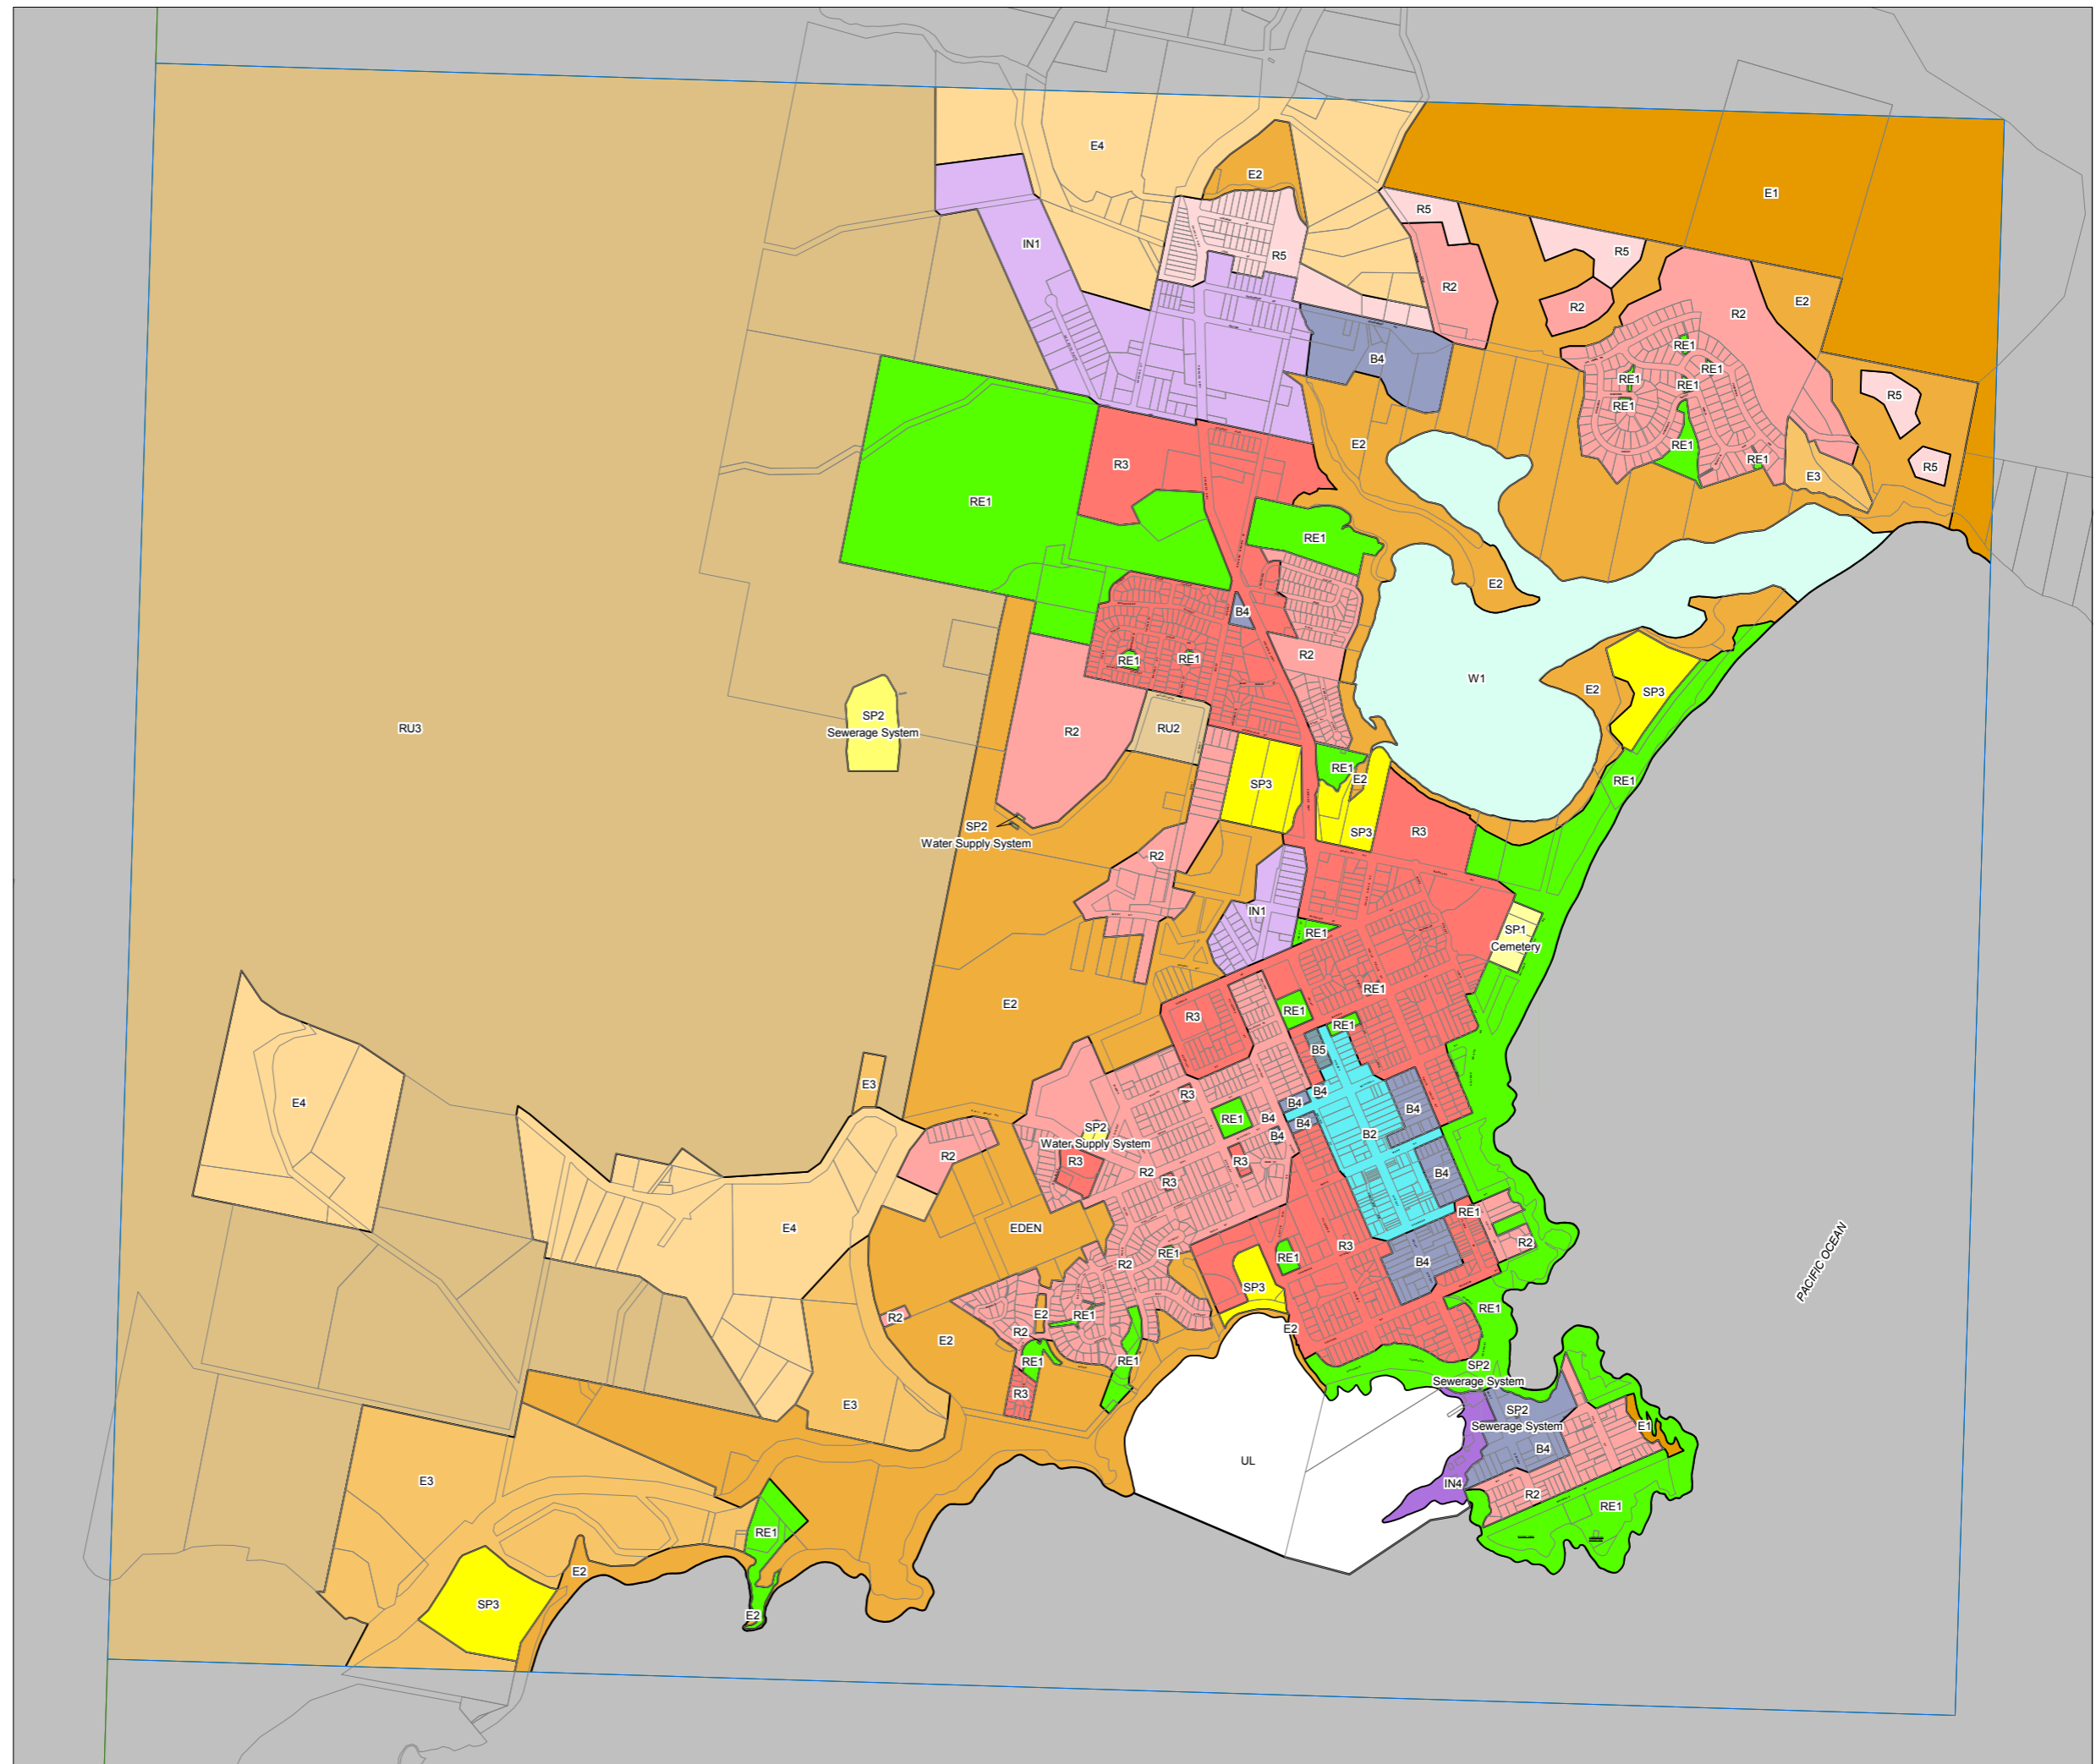 E4
E2
E1
R5
R5
IN1
R5
R2
R2
E2
R2
B4
RE1
RE1
RE1
RE1
RE1
R5
E2
RE1
R3
RE1
R5
E3
RE1
RE1
E2
B4
R2
RE1
RE1
W1
E2
SP3
SP2
Sewerage System
RU3
RU2
R2
RE1
E2
RE1
SP3
SP2
Water Supply System
SP3
R3
R2
IN1
RE1
SP1
Cemetery
RE1
E2
RE1
R3
RE1
B5
E3
R3
B4
B4
E4
B4
RE1
B4
B4
SP2
Water Supply System
B4
B2
R2
R3
R3
R2
B4
R3
RE1
EDEN
E4
R3
R2
RE1
RE1
R2
B4
SP3
PACIFIC OCEAN
RE1
E2
RE1
R2
E2
R2
E2
RE1
RE1
SP2
Sewerage System
R3
E3
SP2
Sewerage System
E1
B4
UL
E3
IN4
R2
RE1
RE1
E2
SP3
E2